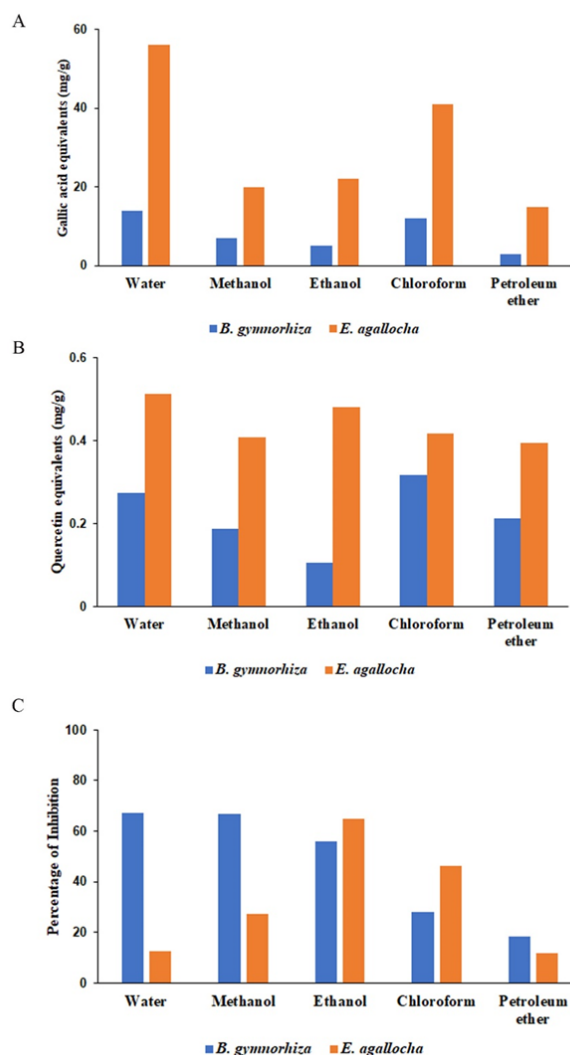 A
Gallic acid equivalents (mg/g)
60
40
20
0
Water Methanol Ethanol Chloroform Petroleum
ether
B. gymnorhiza E. agallocha
B
Quercetin equivalents (mg/g)
0.6
0.4
0.2
0
Water Methanol Ethanol Chloroform Petroleum
ether
B. gymnorhiza E. agallocha
C
Percentage of Inhibition
100
80
60
40
20
0
Water Methanol Ethanol Chloroform Petroleum
ether
B. gymnorhiza E. agallocha